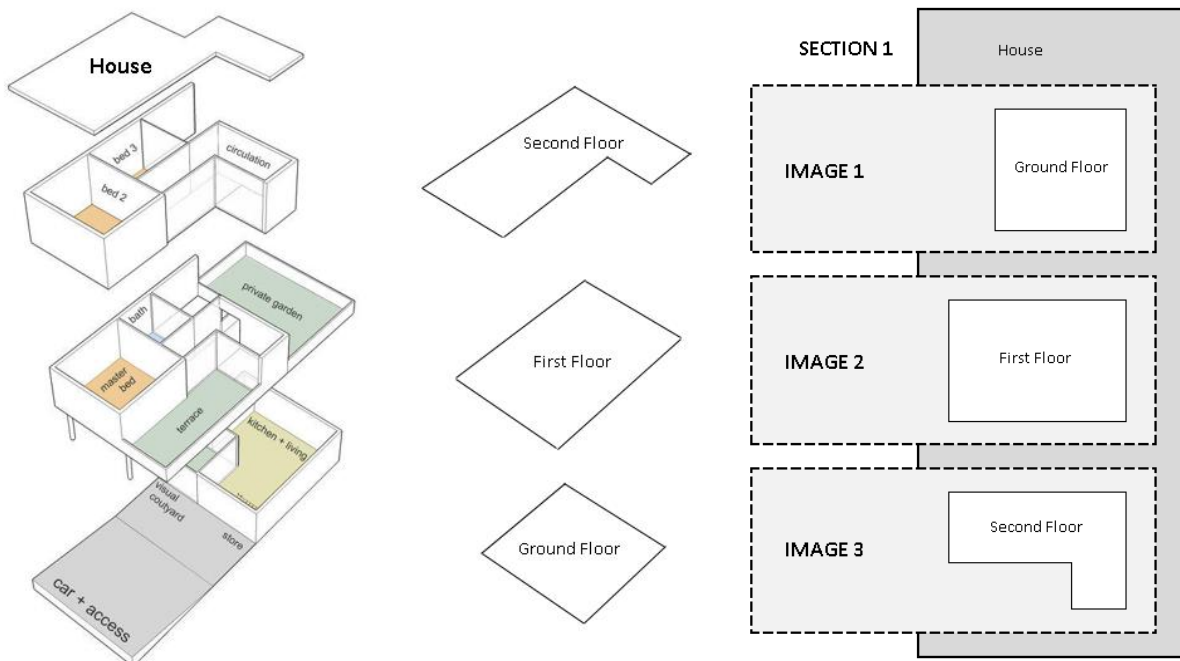 House
bed 3
bed 2
circulation
private garden
bath
master
bed
terrace
kitchen + living
visual
coutyard
store
car + access
Second Floor
First Floor
Ground Floor
SECTION 1
House
IMAGE 1
Ground Floor
IMAGE 2
First Floor
IMAGE 3
Second Floor